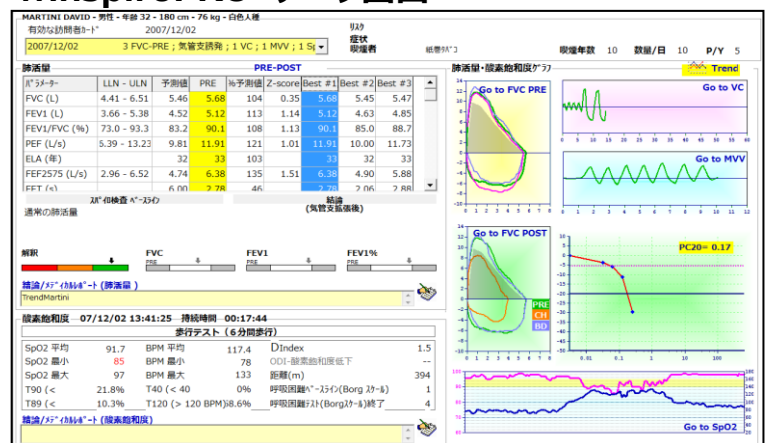 MARTINI DAVID - 男性 - 年齢 32 - 180 cm - 76 kg - 白色人種
有効な訪問者ｶｰﾄﾞ 2007/12/02
2007/12/02 3 FVC-PRE ; 気管支誘発 ; 1 VC ; 1 MVV ; 1 Sp
ﾘｽｸ
症状
喫煙者 紙巻ﾀﾊﾞｺ 喫煙年数 10 数量/日 10 P/Y 5
肺活量 PRE-POST
ﾊﾟﾗﾒｰﾀｰ LLN - ULN 予測値 PRE %予測値 Z-score Best #1 Best #2 Best #3
FVC (L) 4.41 - 6.51 5.46 5.68 104 0.35 5.68 5.45 5.47
FEV1 (L) 3.66 - 5.38 4.52 5.12 113 1.14 5.12 4.63 4.85
FEV1/FVC (%) 73.0 - 93.3 83.2 90.1 108 1.13 90.1 85.0 88.7
PEF (L/s) 5.39 - 13.23 9.81 11.91 121 1.01 11.91 10.00 11.73
ELA (年) 32 33 103 33 32 33
FEF2575 (L/s) 2.96 - 6.52 4.74 6.38 135 1.51 6.38 4.90 5.88
FET (s) 6.00 2.78 46 2.78 2.06 2.88
ｽﾊﾟｲﾛ検査 ﾍﾞｰｽﾗｲﾝ
通常の肺活量
結論
(気管支拡張後)
解釈
FVC
PRE
FEV1
PRE
FEV1%
PRE
結論/ﾒﾃﾞｨｶﾙﾚﾎﾟｰﾄ (肺活量 )
TrendMartini
肺活量・酸素飽和度ｸﾞﾗﾌ
Trend
Go to FVC PRE
Go to VC
Go to MVV
Go to FVC POST
PRE
CH
BD
PC20= 0.17
Go to SpO2
酸素飽和度 07/12/02 13:41:25 持続時間 00:17:44
歩行テスト（６分間歩行）
SpO2 平均 91.7 BPM 平均 117.4 DIndex 1.5
SpO2 最小 85 BPM 最小 78 ODI-酸素飽和度低下 --
SpO2 最大 97 BPM 最大 133 距離(m) 394
T90 (< 21.8% T40 (< 40 0% 呼吸困難ﾍﾞｰｽﾗｲﾝ(Borg ｽｹｰﾙ) 1
T89 (< 10.3% T120 (> 120 BPM)58.6% 呼吸困難ﾃｽﾄ(Borgｽｹｰﾙ)終了 4
結論/ﾒﾃﾞｨｶﾙﾚﾎﾟｰﾄ (酸素飽和度)